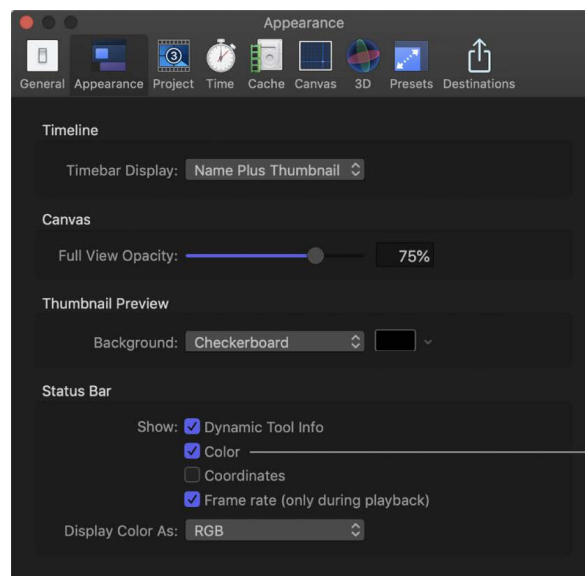 Appearance
3
General Appearance Project Time Cache Canvas 3D Presets Destinations
Timeline
Timebar Display: Name Plus Thumbnail
Canvas
Full View Opacity: 75%
Thumbnail Preview
Background: Checkerboard
Status Bar
Show: Dynamic Tool Info
Color
Coordinates
Frame rate (only during playback)
Display Color As: RGB